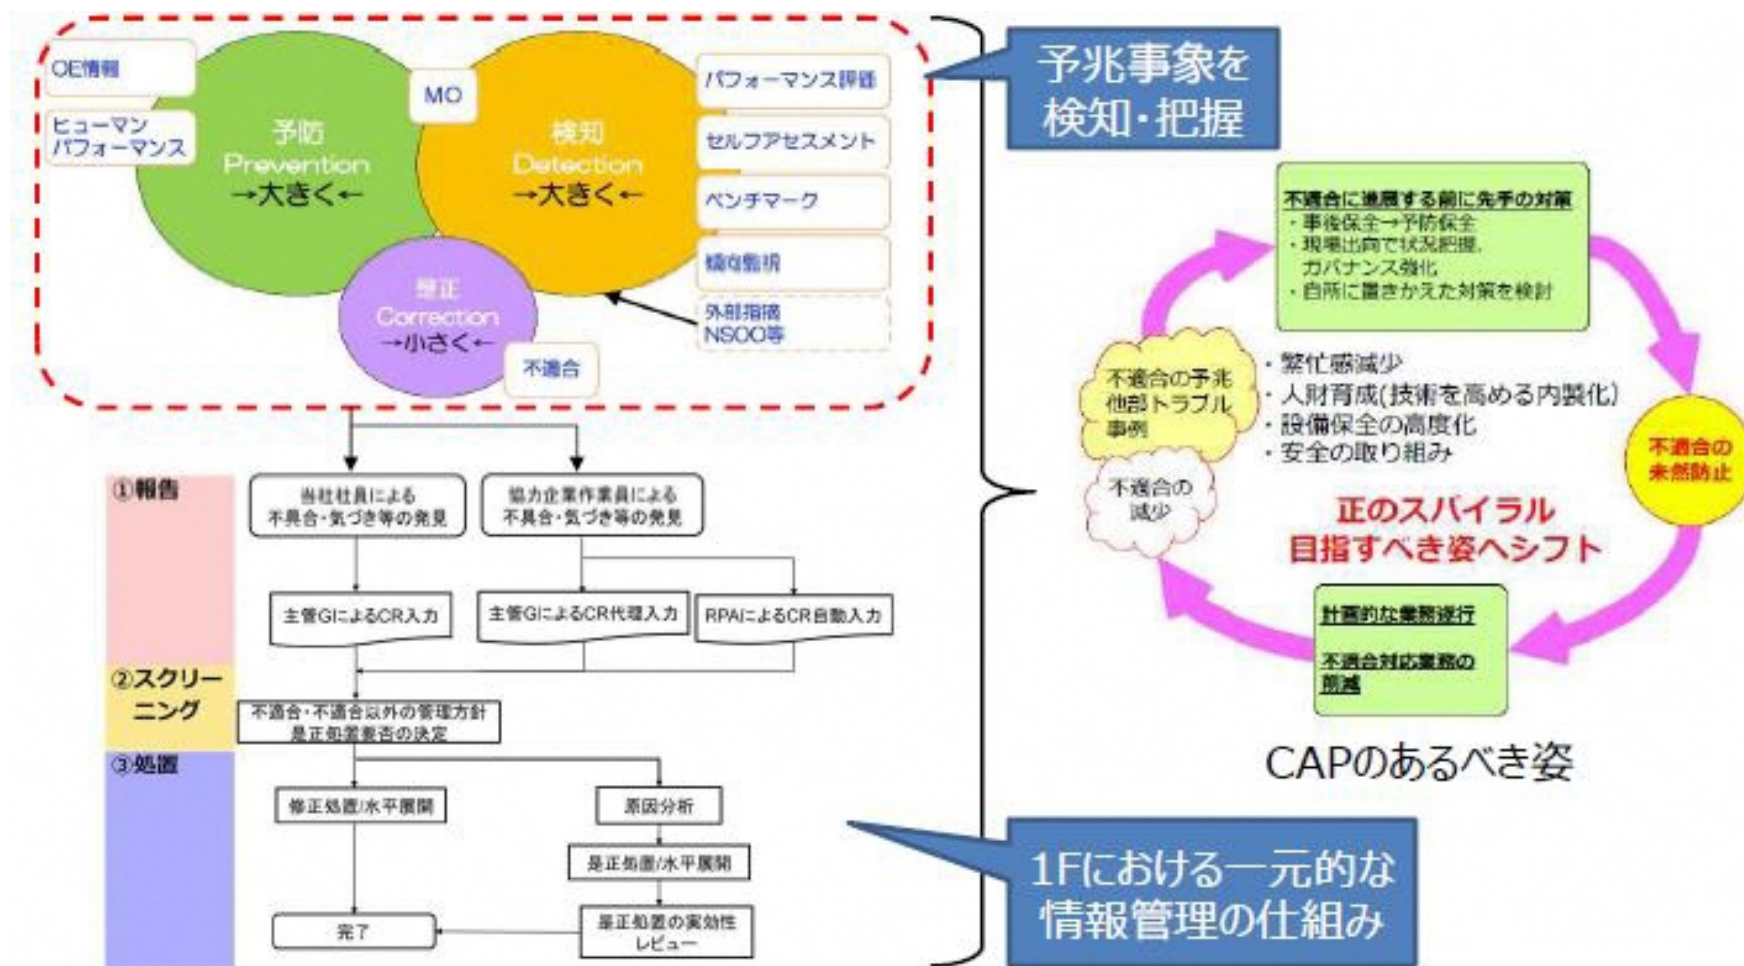 OE情報
ヒューマン
パフォーマンス
予防
Prevention
→大きく←
MO
検知
Detection
→大きく←
パフォーマンス評価
セルフアセスメント
ベンチマーク
傾向監視
外部指摘
NSOO等
是正
Correction
→小さく←
不適合
予兆事象を
検知・把握
①報告
当社社員による
不具合・気づき等の発見
協力企業作業員による
不具合・気づき等の発見
主管GによるCR入力
主管GによるCR代理入力
RPAによるCR自動入力
②スクリー
ニング
不適合・不適合以外の管理方針
是正処置要否の決定
③処置
修正処置/水平展開
原因分析
是正処置/水平展開
是正処置の実効性
レビュー
完了
1Fにおける一元的な
情報管理の仕組み
不適合に進展する前に先手の対策
・事後保全→予防保全
・現場出向で状況把握,
ガバナンス強化
・自所に置きかえた対策を検討
不適合の予兆
他部トラブル
事例
不適合の
減少
・繁忙感減少
・人財育成(技術を高める内製化)
・設備保全の高度化
・安全の取り組み
不適合の
未然防止
正のスパイラル
目指すべき姿へシフト
計画的な業務遂行
不適合対応業務の
削減
CAPのあるべき姿